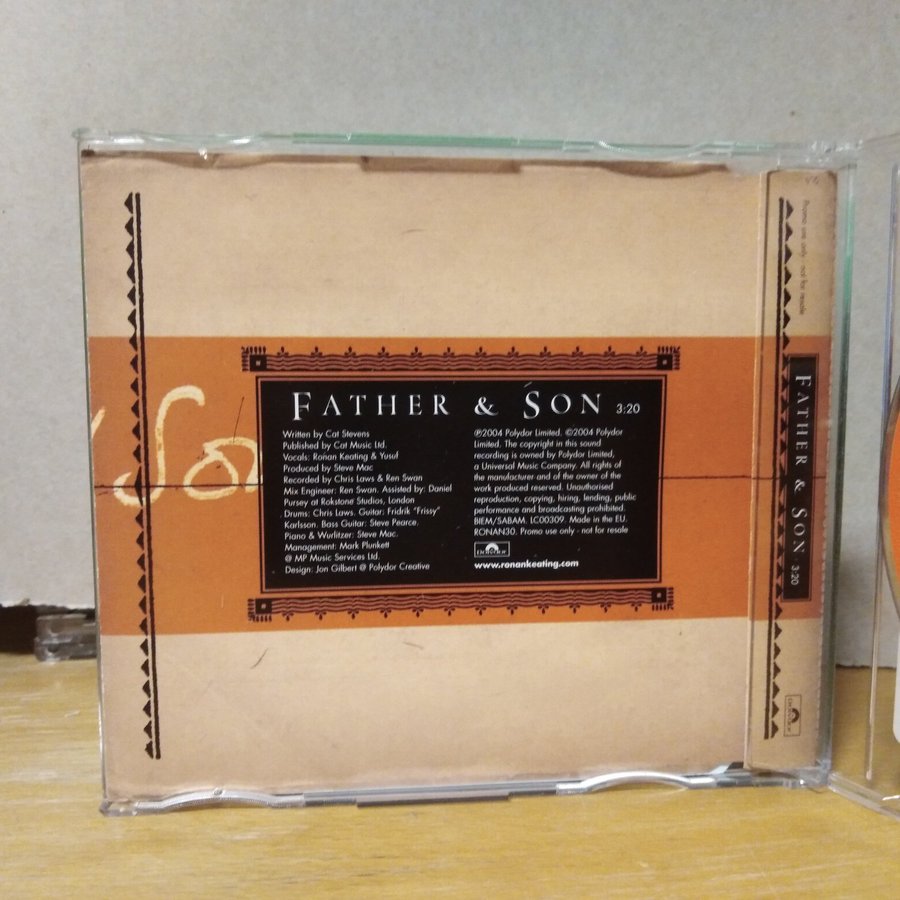 Son
FATHER & SON 3:20
Written by Cat Stevens
Published by Cat Music Ltd.
Vocals: Ronan Keating & Yusuf
Produced by Steve Mac
Recorded by Chris Laws & Ren Swan
Mix Engineer: Ren Swan. Assisted by: Daniel
Pursey at Rokstone Studios, London
Drums: Chris Laws. Guitar: Fridrik "Frissy"
Karlsson. Bass Guitar: Steve Pearce.
Piano & Wurlitzer: Steve Mac.
Management: Mark Plunkett
@ MP Music Services Ltd.
Design: Jon Gilbert @ Polydor Creative
℗2004 Polydor Limited. ©2004 Polydor
Limited. The copyright in this sound
recording is owned by Polydor Limited,
a Universal Music Company. All rights of
the manufacturer and of the owner of the
work produced reserved. Unauthorised
reproduction, copying, hiring, lending, public
performance and broadcasting prohibited.
BIEM/SABAM. LC00309. Made in the EU.
RONAN30. Promo use only - not for resale
Polydor
www.ronankeating.com
Promo use only - not for resale
FATHER & SON 3:20
Polydor